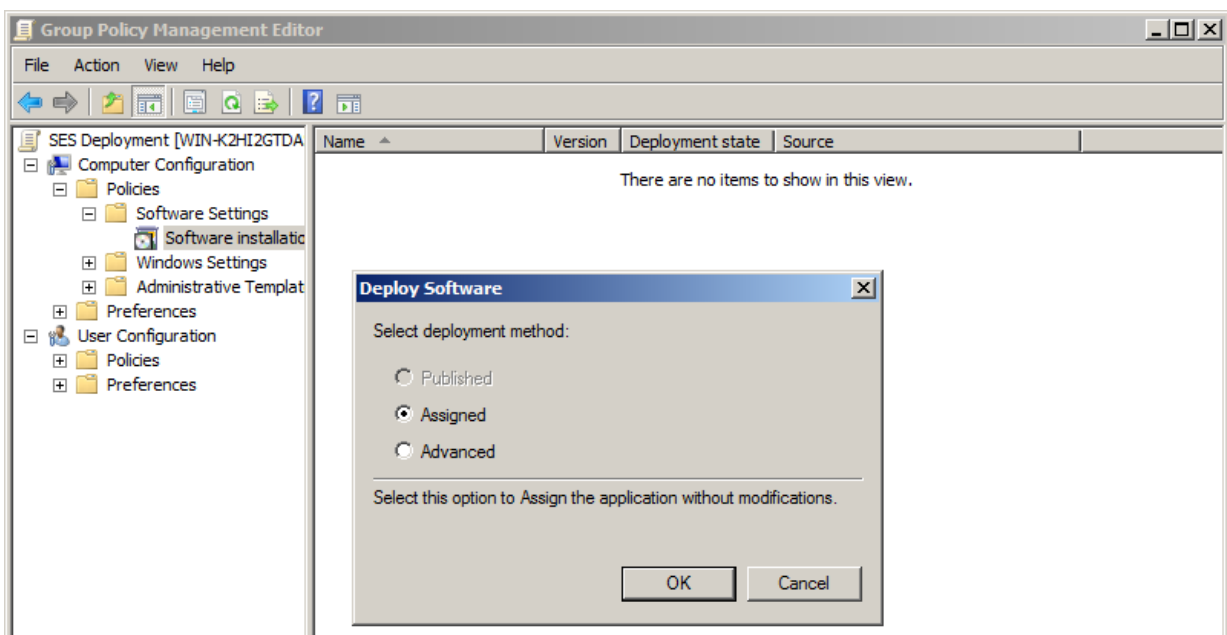 Group Policy Management Editor
File Action View Help
SES Deployment [WIN-K2HI2GTDA
Name Version Deployment state Source
Computer Configuration
There are no items to show in this view.
Policies
Software Settings
Software installatic
Windows Settings
Administrative Templat
Preferences
User Configuration
Policies
Preferences
Deploy Software
Select deployment method:
Published
Assigned
Advanced
Select this option to Assign the application without modifications.
OK Cancel